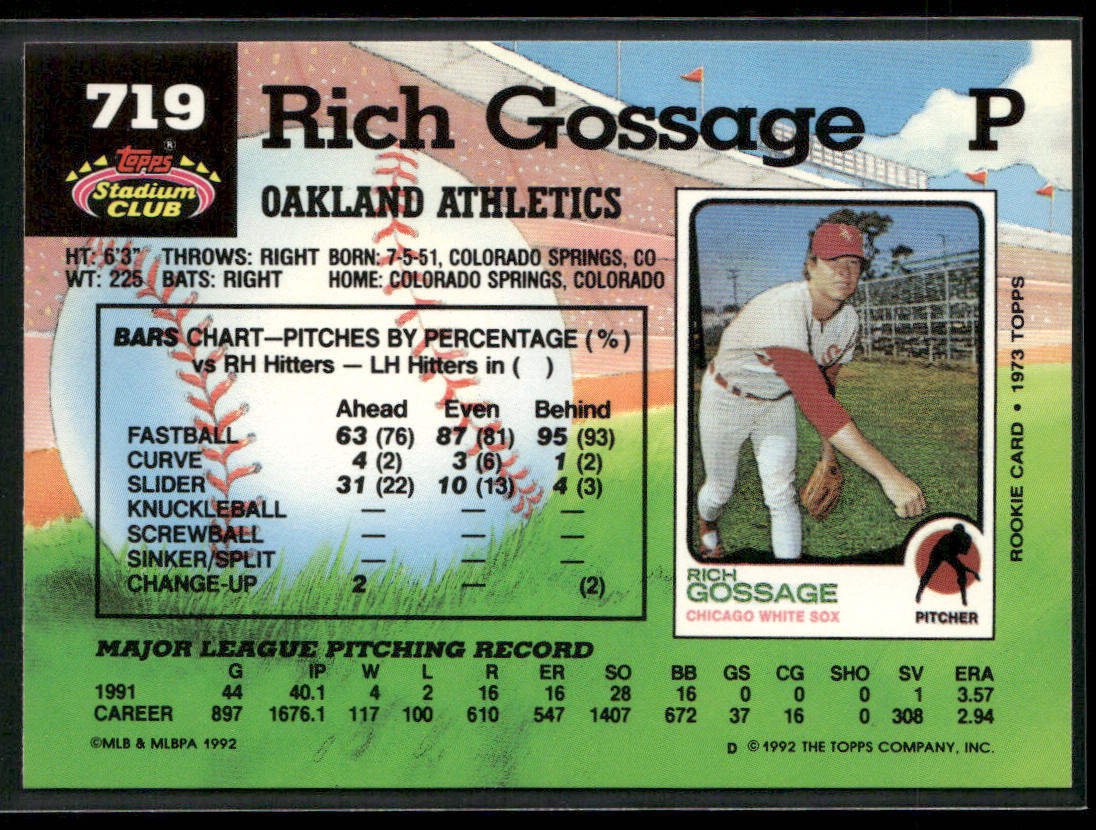 719
Rich Gossage P
Topps ®
Stadium
CLUB
OAKLAND ATHLETICS
HT: 6'3" THROWS: RIGHT BORN: 7-5-51, COLORADO SPRINGS, CO
WT: 225 BATS: RIGHT HOME: COLORADO SPRINGS, COLORADO
BARS CHART—PITCHES BY PERCENTAGE (%)
vs RH Hitters — LH Hitters in ( )
Ahead Even Behind
FASTBALL 63 (76) 87 (81) 95 (93)
CURVE 4 (2) 3 (6) 1 (2)
SLIDER 31 (22) 10 (13) 4 (3)
KNUCKLEBALL — — —
SCREWBALL — — —
SINKER/SPLIT — — —
CHANGE-UP 2 — (2)
RICH
GOSSAGE
CHICAGO WHITE SOX
PITCHER
ROOKIE CARD • 1973 TOPPS
MAJOR LEAGUE PITCHING RECORD
G IP W L R ER SO BB GS CG SHO SV ERA
1991 44 40.1 4 2 16 16 28 16 0 0 0 1 3.57
CAREER 897 1676.1 117 100 610 547 1407 672 37 16 0 308 2.94
©MLB & MLBPA 1992
D © 1992 THE TOPPS COMPANY, INC.